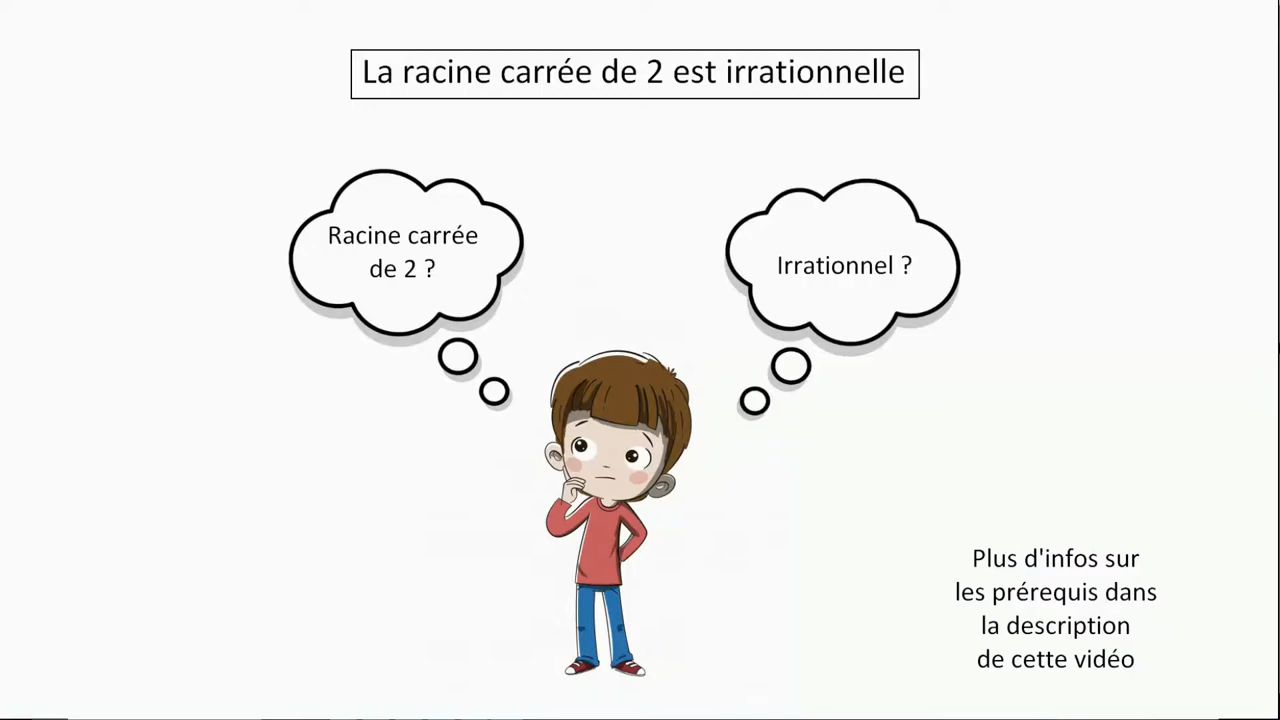 La racine carrée de 2 est irrationnelle
Racine carrée
de 2 ?
Irrationnel ?
Plus d'infos sur
les prérequis dans
la description
de cette vidéo